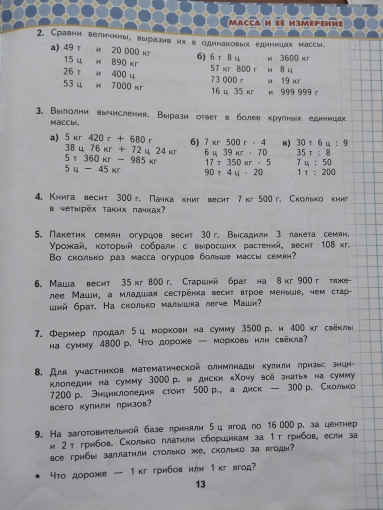 МАССА И ЕЁ ИЗМЕРЕНИЕ
2. Сравни величины, выразив их в одинаковых единицах массы.
а) 49 т и 20 000 кг б) 6 т 8 ц и 3600 кг
15 ц и 890 кг 57 кг 800 г и 8 ц
26 т и 400 ц 73 000 г и 19 кг
53 ц и 7000 кг 16 ц 35 кг и 999 999 г
3. Выполни вычисления. Вырази ответ в более крупных единицах
массы.
а) 5 кг 420 г + 680 г б) 7 кг 500 г · 4 в) 30 т 6 ц : 9
38 ц 76 кг + 72 ц 24 кг 6 ц 39 кг · 70 35 т : 8
5 т 360 кг − 985 кг 17 т 350 кг · 5 7 ц : 50
5 ц − 45 кг 90 т 4 ц · 20 1 т : 200
4. Книга весит 300 г. Пачка книг весит 7 кг 500 г. Сколько книг
в четырёх таких пачках?
5. Пакетик семян огурцов весит 30 г. Высадили 3 пакета семян.
Урожай, который собрали с выросших растений, весит 108 кг.
Во сколько раз масса огурцов больше массы семян?
6. Маша весит 35 кг 800 г. Старший брат на 8 кг 900 г тяже-
лее Маши, а младшая сестрёнка весит втрое меньше, чем стар-
ший брат. На сколько малышка легче Маши?
7. Фермер продал 5 ц моркови на сумму 3500 р. и 400 кг свёклы
на сумму 4800 р. Что дороже — морковь или свёкла?
8. Для участников математической олимпиады купили призы: энци-
клопедии на сумму 3000 р. и диски «Хочу всё знать» на сумму
7200 р. Энциклопедия стоит 500 р., а диск — 300 р. Сколько
всего купили призов?
9. На заготовительной базе приняли 5 ц ягод по 16 000 р. за центнер
и 2 т грибов. Сколько платили сборщикам за 1 т грибов, если за
все грибы заплатили столько же, сколько за ягоды?
• Что дороже — 1 кг грибов или 1 кг ягод?
13